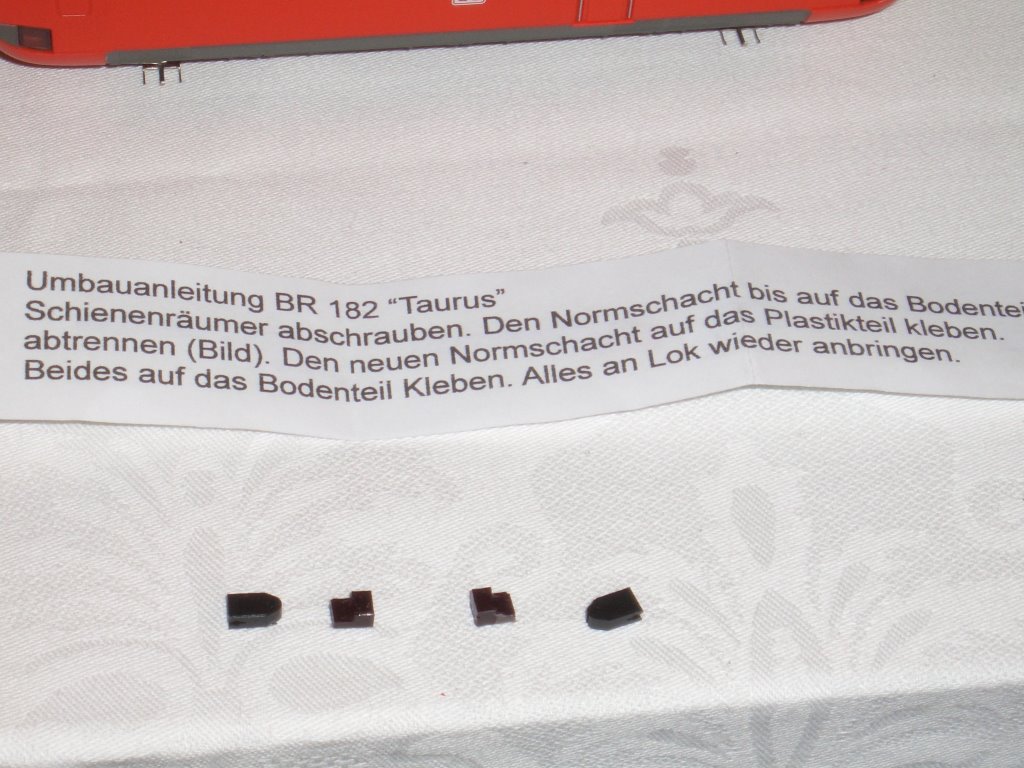 Umbauanleitung BR 182 “Taurus”
Schienenräumer abschrauben. Den Normschacht bis auf das Bodenteil
abtrennen (Bild). Den neuen Normschacht auf das Plastikteil kleben.
Beides auf das Bodenteil Kleben. Alles an Lok wieder anbringen.